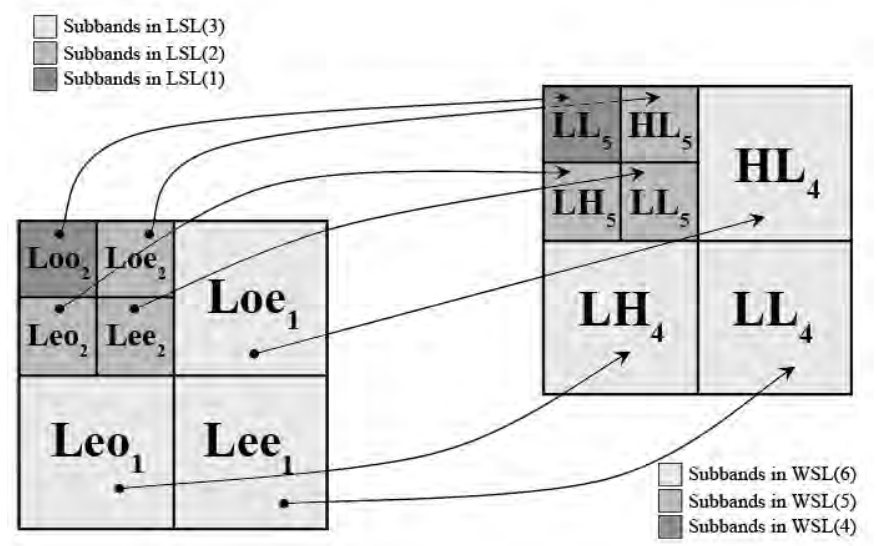 Subbands in LSL(3)
Subbands in LSL(2)
Subbands in LSL(1)
LL5 HL5
HL4
LH5 LL5
LH4 LL4
Loo2 Loe2
Loe1
Leo2 Lee2
Leo1 Lee1
Subbands in WSL(6)
Subbands in WSL(5)
Subbands in WSL(4)